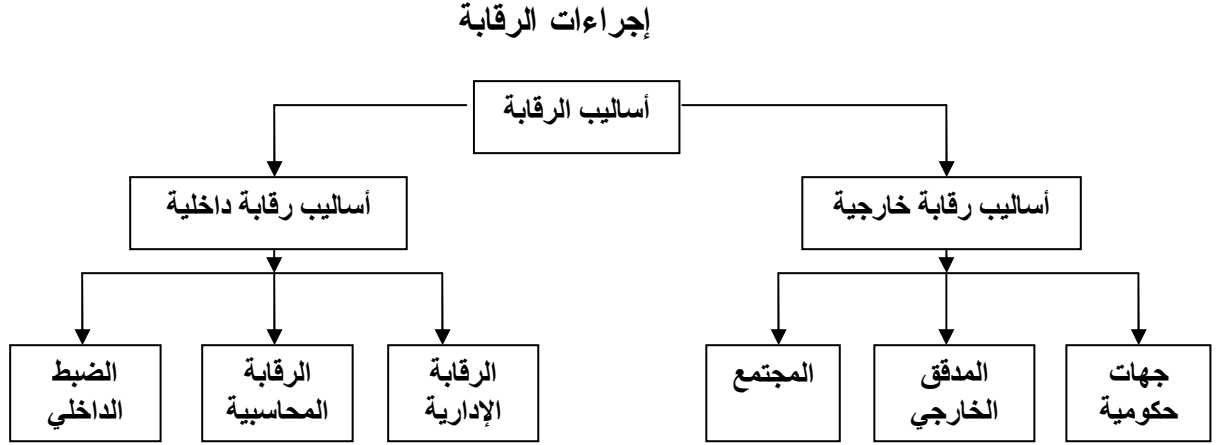 إجراءات الرقابة
أساليب الرقابة
أساليب رقابة خارجية
أساليب رقابة داخلية
جهات
حكومية
المدقق
الخارجي
المجتمع
الرقابة
الإدارية
الرقابة
المحاسبية
الضبط
الداخلي